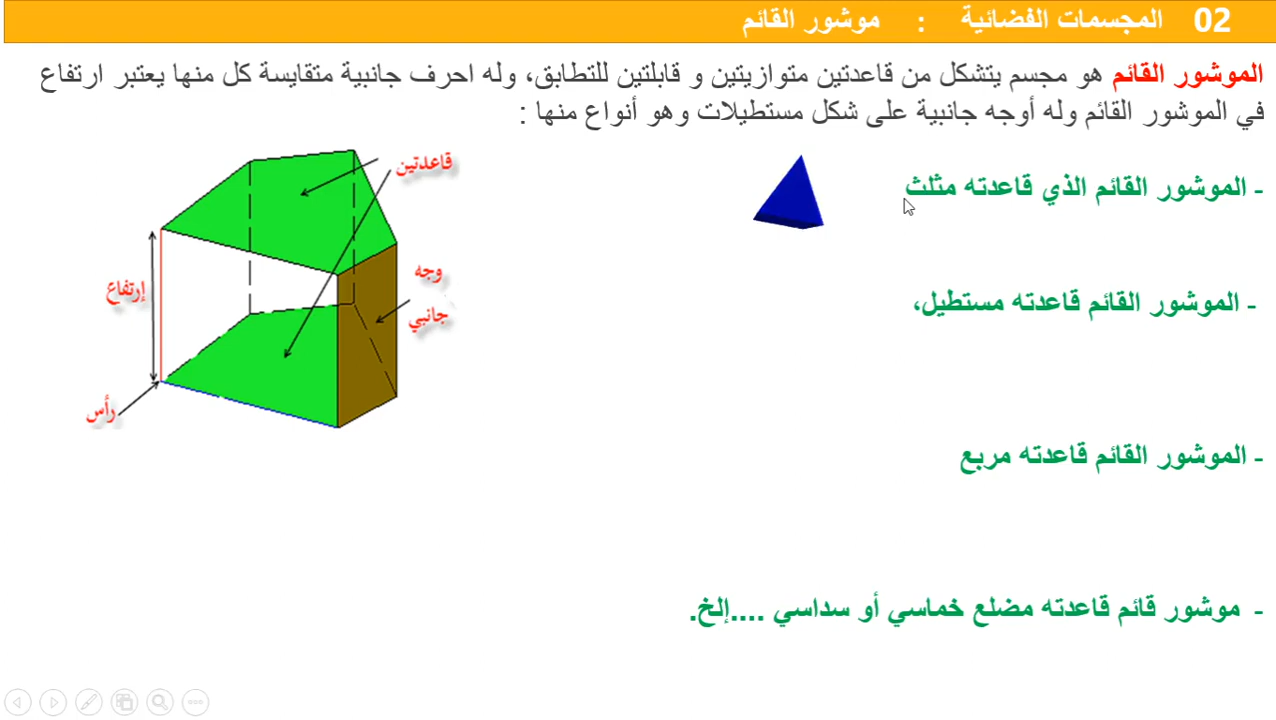 02 المجسمات الفضائية : موشور القائم
الموشور القائم هو مجسم يتشكل من قاعدتين متوازيتين و قابلتين للتطابق، وله احرف جانبية متقايسة كل منها يعتبر ارتفاع
في الموشور القائم وله أوجه جانبية على شكل مستطيلات وهو أنواع منها :
قاعدتين
- الموشور القائم الذي قاعدته مثلث
وجه
إرتفاع
جانبي
- الموشور القائم قاعدته مستطيل،
رأس
- الموشور القائم قاعدته مربع
- موشور قائم قاعدته مضلع خماسي أو سداسي ....إلخ.